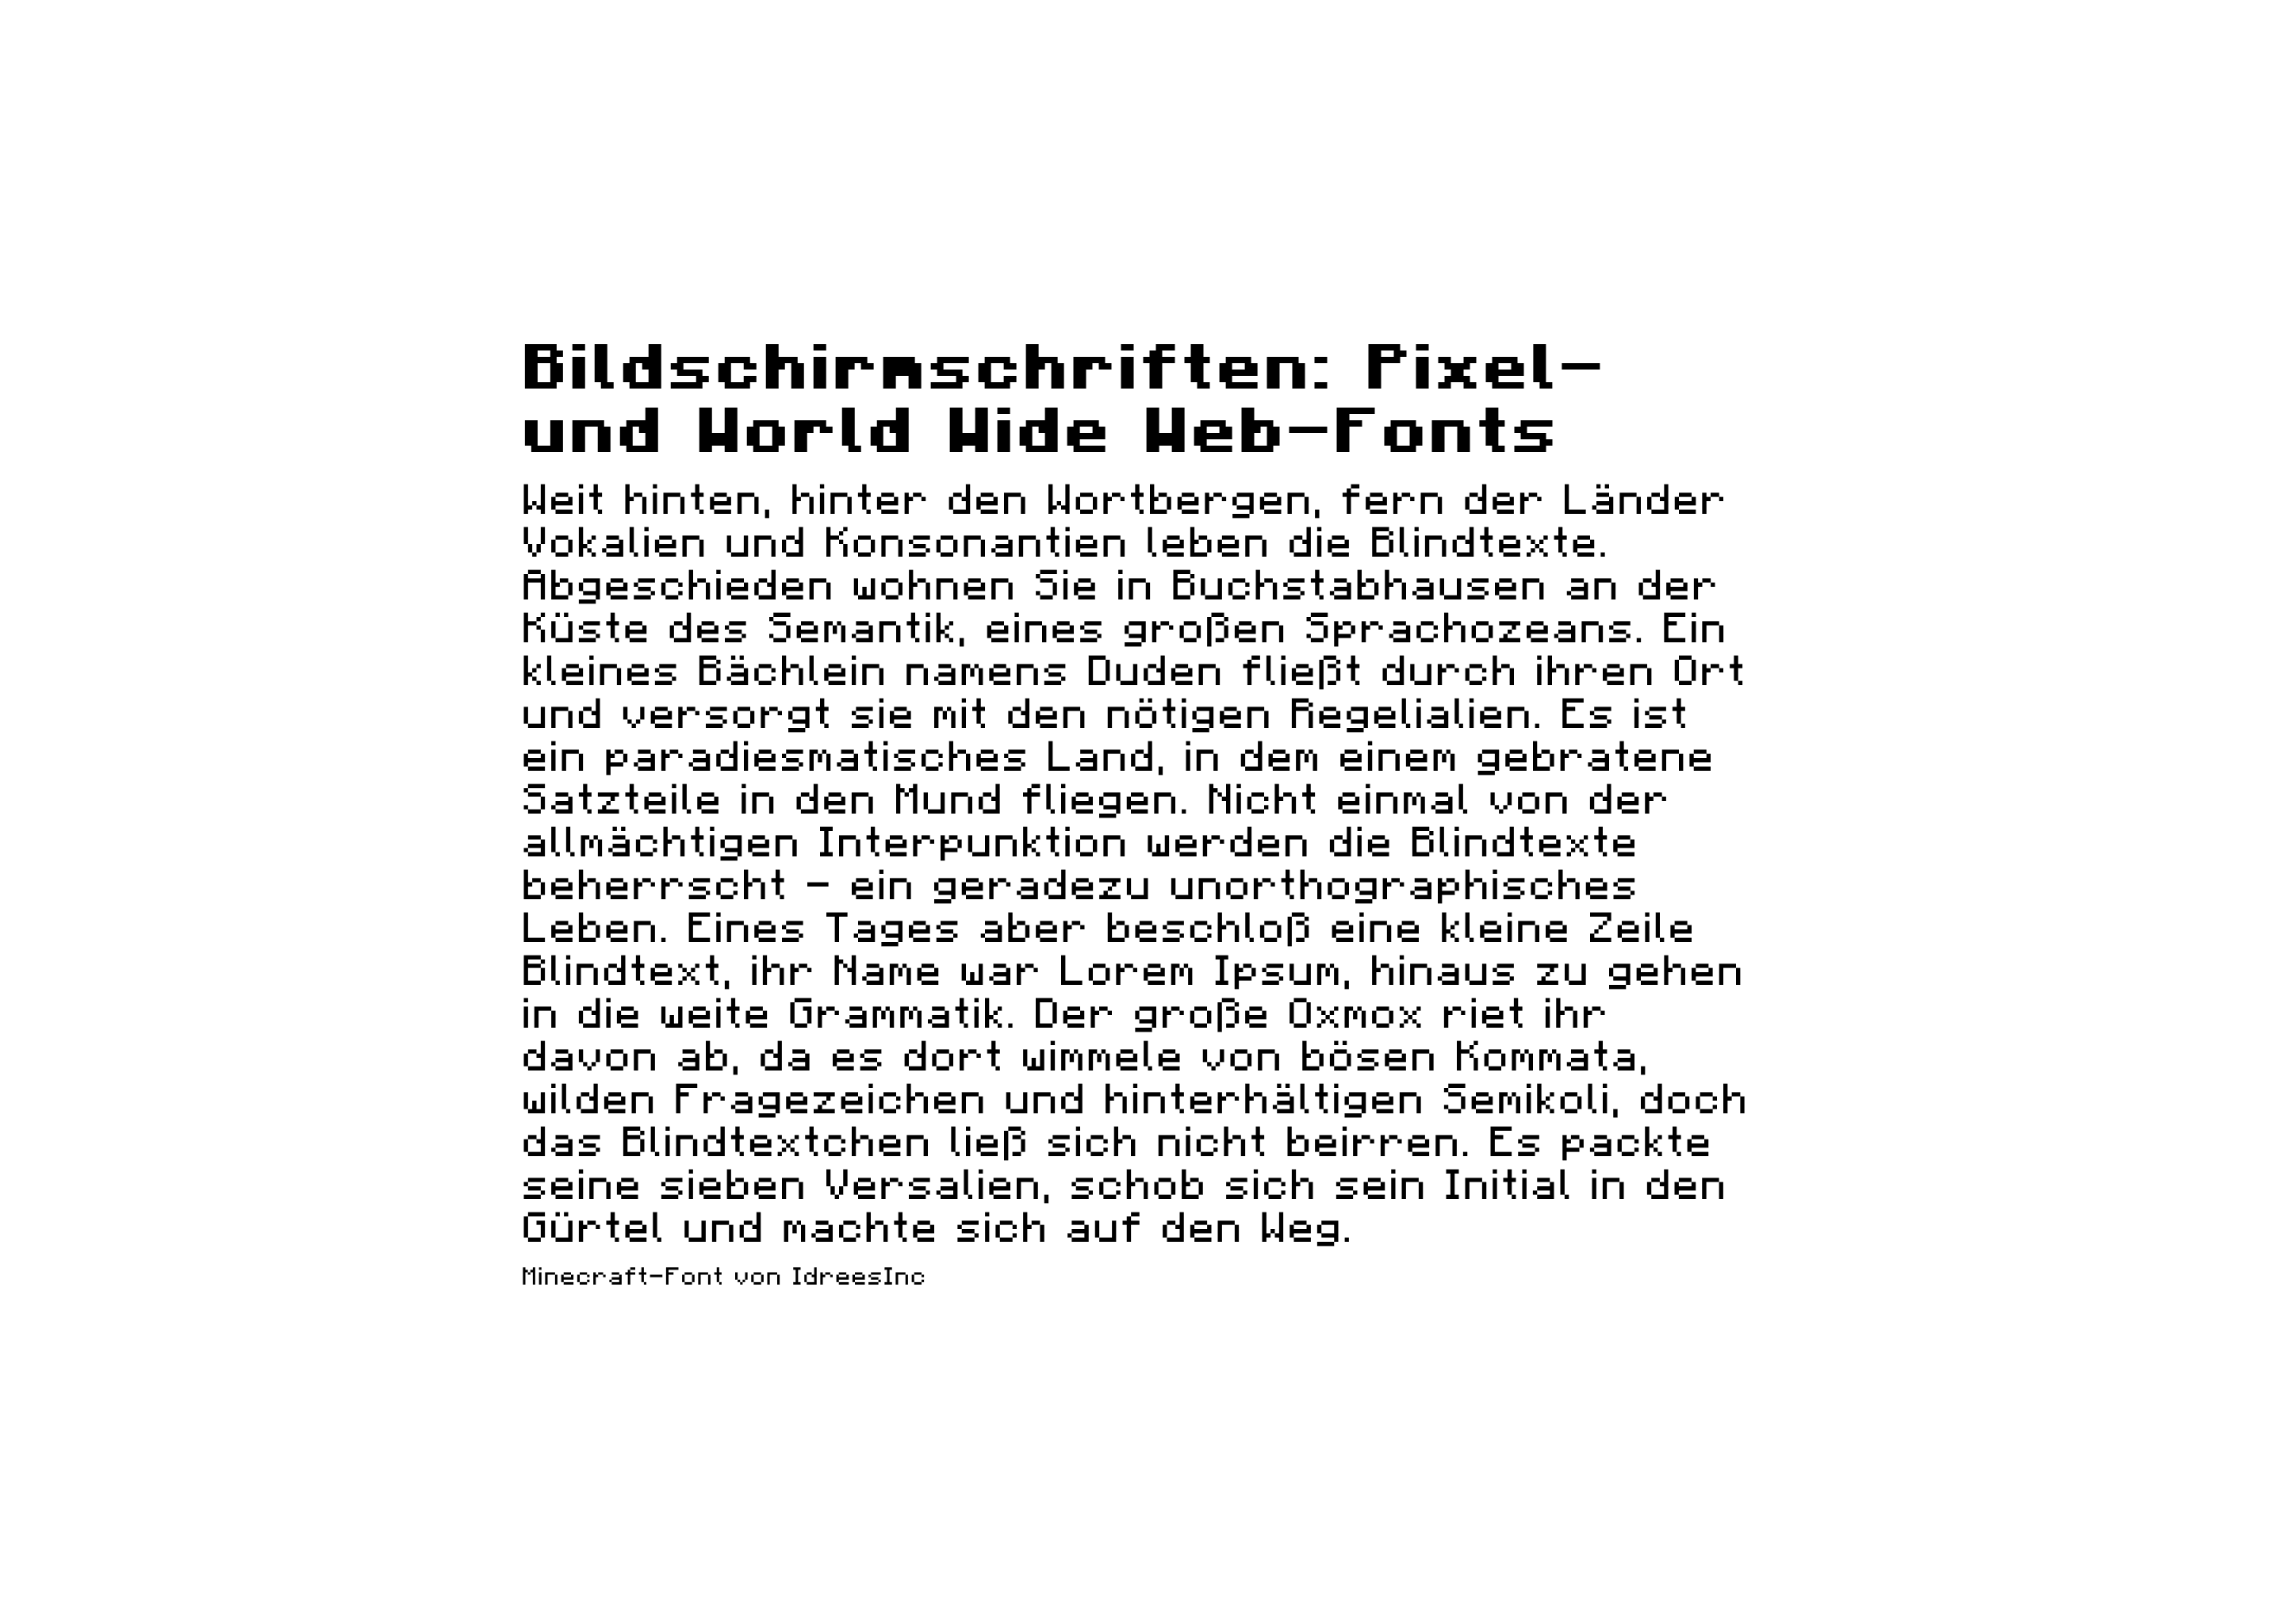 Bildschirmschriften: Pixel-
und World Wide Web-Fonts
Weit hinten, hinter den Wortbergen, fern der Länder
Vokalien und Konsonantien leben die Blindtexte.
Abgeschieden wohnen Sie in Buchstabhausen an der
Küste des Semantik, eines großen Sprachozeans. Ein
kleines Bächlein namens Duden fließt durch ihren Ort
und versorgt sie mit den nötigen Regelialien. Es ist
ein paradiesmatisches Land, in dem einem gebratene
Satzteile in den Mund fliegen. Nicht einmal von der
allmächtigen Interpunktion werden die Blindtexte
beherrscht – ein geradezu unorthographisches
Leben. Eines Tages aber beschloß eine kleine Zeile
Blindtext, ihr Name war Lorem Ipsum, hinaus zu gehen
in die weite Grammatik. Der große Oxmox riet ihr
davon ab, da es dort wimmele von bösen Kommata,
wilden Fragezeichen und hinterhältigen Semikoli, doch
das Blindtextchen ließ sich nicht beirren. Es packte
seine sieben Versalien, schob sich sein Initial in den
Gürtel und machte sich auf den Weg.
Minecraft-Font von IdreesInc